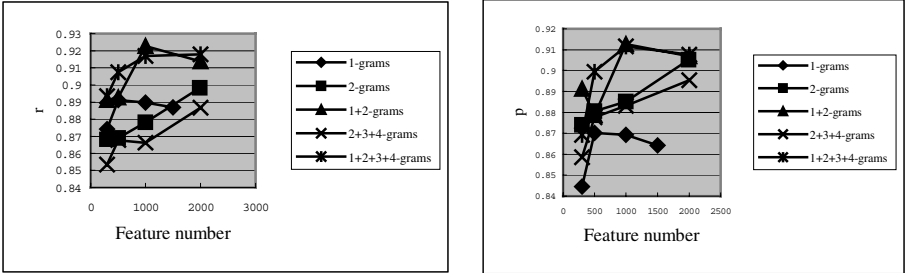 0.93
0.92
0.91
0.9
0.89
0.88
0.87
0.86
0.85
0.84
r
0 1000 2000 3000
Feature number
1-grams
2-grams
1+2-grams
2+3+4-grams
1+2+3+4-grams
0.92
0.91
0.9
0.89
0.88
0.87
0.86
0.85
0.84
p
0 500 1000 1500 2000 2500
Feature number
1-grams
2-grams
1+2-grams
2+3+4-grams
1+2+3+4-grams